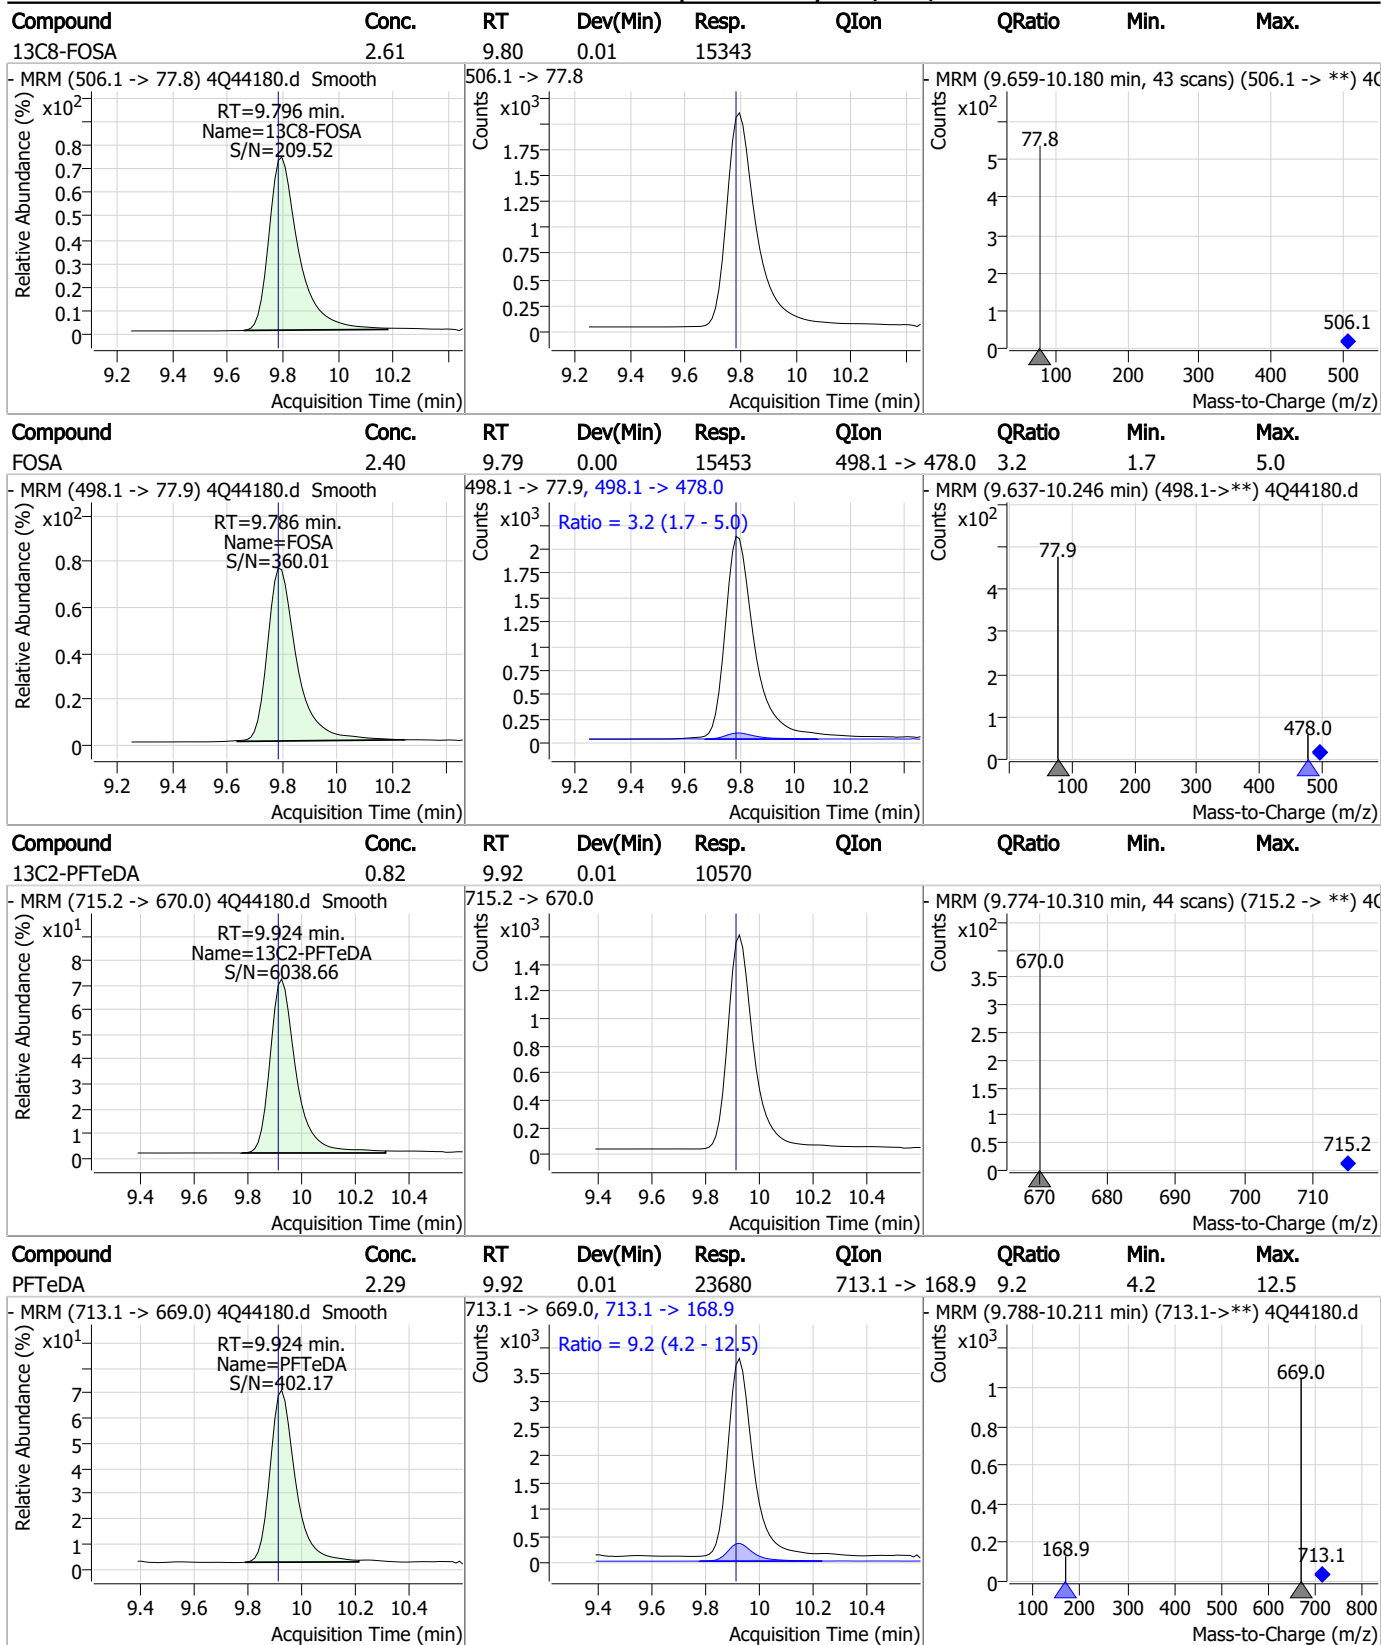 Compound Conc. RT Dev(Min) Resp. QIon QRatio Min. Max.
13C8-FOSA 2.61 9.80 0.01 15343
- MRM (506.1 -> 77.8) 4Q44180.d Smooth
x10²
RT=9.796 min.
Name=13C8-FOSA
S/N=209.52
Relative Abundance (%)
0.8
0.7
0.6
0.5
0.4
0.3
0.2
0.1
0
9.2 9.4 9.6 9.8 10 10.2
Acquisition Time (min)
506.1 -> 77.8
Counts
x10³
1.75
1.5
1.25
1
0.75
0.5
0.25
0
9.2 9.4 9.6 9.8 10 10.2
Acquisition Time (min)
- MRM (9.659-10.180 min, 43 scans) (506.1 -> **)
Counts
x10²
77.8
506.1
5
4
3
2
1
0
100 200 300 400 500
Mass-to-Charge (m/z)
Compound Conc. RT Dev(Min) Resp. QIon QRatio Min. Max.
FOSA 2.40 9.79 0.00 15453 498.1 -> 478.0 3.2 1.7 5.0
- MRM (498.1 -> 77.9) 4Q44180.d Smooth
x10²
RT=9.786 min.
Name=FOSA
S/N=360.01
Relative Abundance (%)
0.8
0.6
0.4
0.2
0
9.2 9.4 9.6 9.8 10 10.2
Acquisition Time (min)
498.1 -> 77.9, 498.1 -> 478.0
Counts
x10³
Ratio = 3.2 (1.7 - 5.0)
2
1.75
1.5
1.25
1
0.75
0.5
0.25
0
9.2 9.4 9.6 9.8 10 10.2
Acquisition Time (min)
- MRM (9.637-10.246 min) (498.1->**) 4Q44180.d
Counts
x10²
77.9
478.0
4
3
2
1
0
100 200 300 400 500
Mass-to-Charge (m/z)
Compound Conc. RT Dev(Min) Resp. QIon QRatio Min. Max.
13C2-PFTeDA 0.82 9.92 0.01 10570
- MRM (715.2 -> 670.0) 4Q44180.d Smooth
x10¹
RT=9.924 min.
Name=13C2-PFTeDA
S/N=6038.66
Relative Abundance (%)
8
7
6
5
4
3
2
1
0
9.4 9.6 9.8 10 10.2 10.4
Acquisition Time (min)
715.2 -> 670.0
Counts
x10³
1.4
1.2
1
0.8
0.6
0.4
0.2
0
9.4 9.6 9.8 10 10.2 10.4
Acquisition Time (min)
- MRM (9.774-10.310 min, 44 scans) (715.2 -> **)
Counts
x10²
670.0
715.2
3.5
3
2.5
2
1.5
1
0.5
0
670 680 690 700 710
Mass-to-Charge (m/z)
Compound Conc. RT Dev(Min) Resp. QIon QRatio Min. Max.
PFTeDA 2.29 9.92 0.01 23680 713.1 -> 168.9 9.2 4.2 12.5
- MRM (713.1 -> 669.0) 4Q44180.d Smooth
x10¹
RT=9.924 min.
Name=PFTeDA
S/N=402.17
Relative Abundance (%)
7
6
5
4
3
2
1
0
9.4 9.6 9.8 10 10.2 10.4
Acquisition Time (min)
713.1 -> 669.0, 713.1 -> 168.9
Counts
x10³
Ratio = 9.2 (4.2 - 12.5)
3.5
3
2.5
2
1.5
1
0.5
0
9.4 9.6 9.8 10 10.2 10.4
Acquisition Time (min)
- MRM (9.788-10.211 min) (713.1->**) 4Q44180.d
Counts
x10³
669.0
168.9
713.1
1
0.8
0.6
0.4
0.2
0
100 200 300 400 500 600 700 800
Mass-to-Charge (m/z)